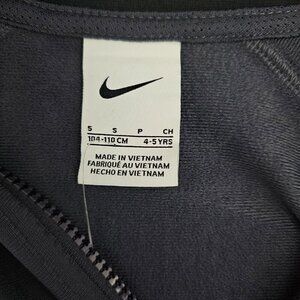 S S P CH
104-110 CM 4-5 YRS
MADE IN VIETNAM
FABRIQUÉ AU VIETNAM
HECHO EN VIETNAM